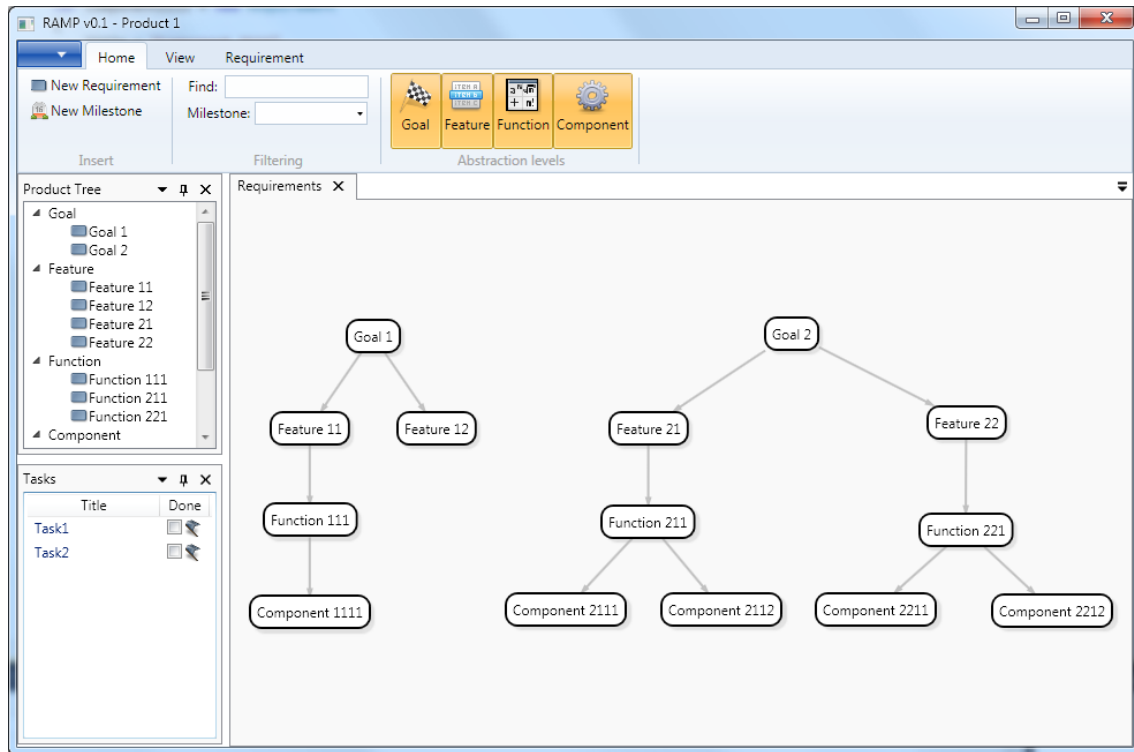 RAMP v0.1 - Product 1
Home View Requirement
New Requirement
New Milestone
Insert
Find:
Milestone:
Filtering
Goal Feature Function Component
Abstraction levels
Product Tree
Goal
Goal 1
Goal 2
Feature
Feature 11
Feature 12
Feature 21
Feature 22
Function
Function 111
Function 211
Function 221
Component
Tasks
Title Done
Task1
Task2
Requirements
Goal 1 Goal 2
Feature 11 Feature 12 Feature 21 Feature 22
Function 111 Function 211 Function 221
Component 1111 Component 2111 Component 2112 Component 2211 Component 2212